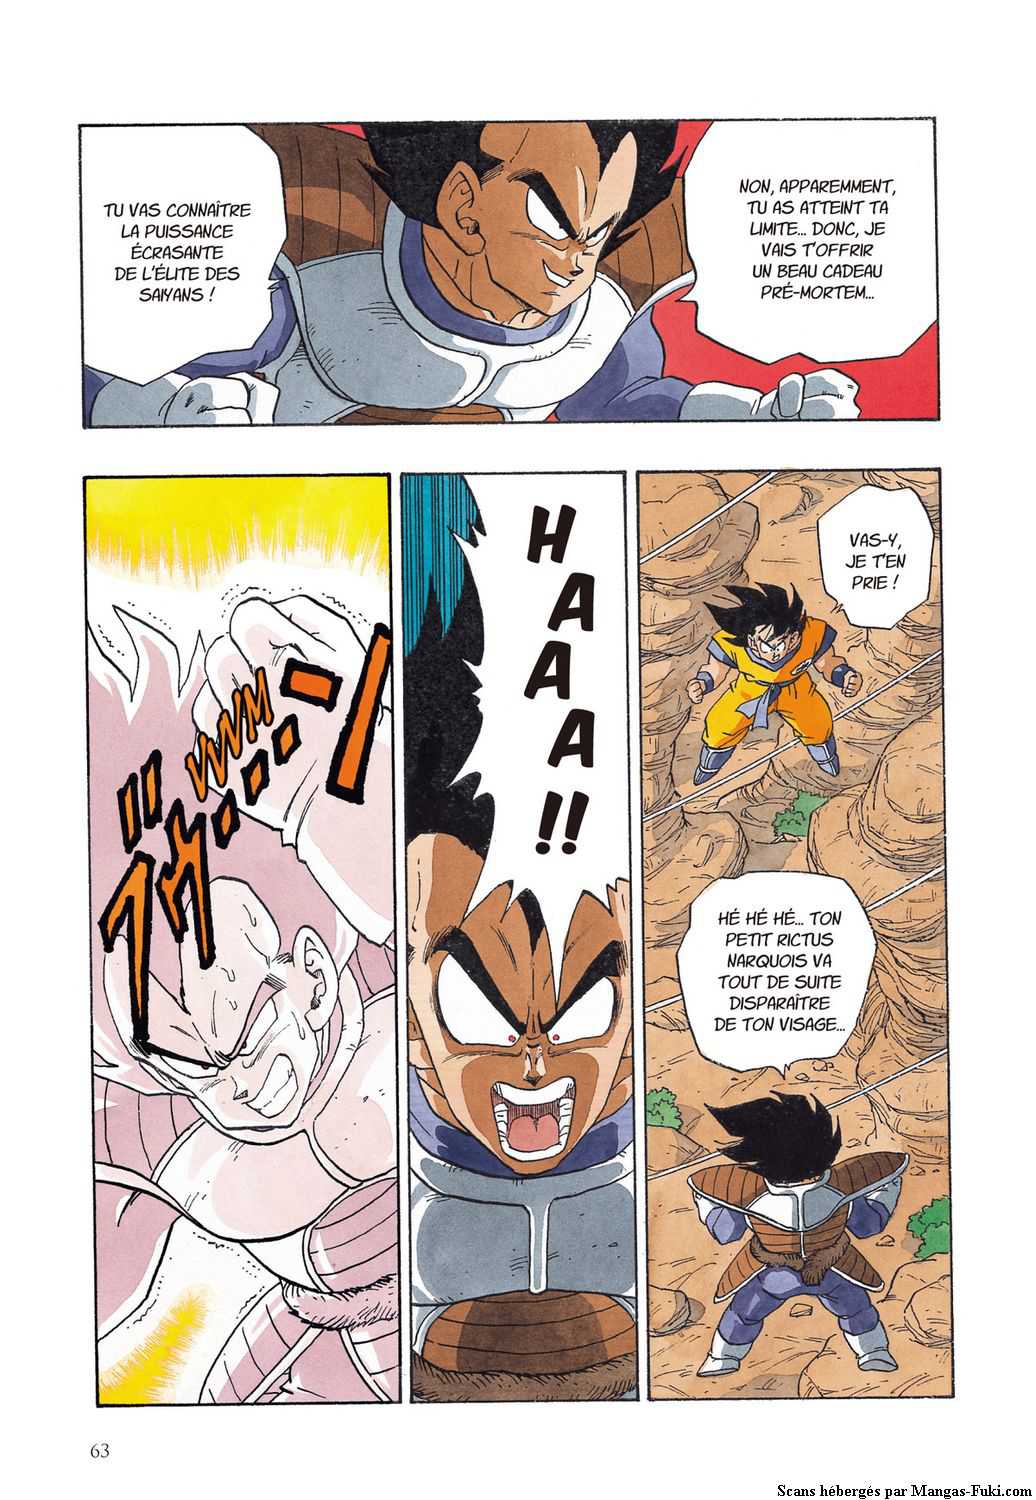 NON, APPAREMMENT,
TU AS ATTEINT TA
LIMITE... DONC, JE
VAIS T'OFFRIR
UN BEAU CADEAU
PRÉ-MORTEM...
TU VAS CONNAÎTRE
LA PUISSANCE
ÉCRASANTE
DE L'ÉLITE DES
SAIYANS !
VAS-Y,
JE T'EN
PRIE !
HÉ HÉ HÉ... TON
PETIT RICTUS
NARQUOIS VA
TOUT DE SUITE
DISPARAÎTRE
DE TON VISAGE...
HAAAA!!
VVNM
63
Scans hébergés par Mangas-Fuki.com